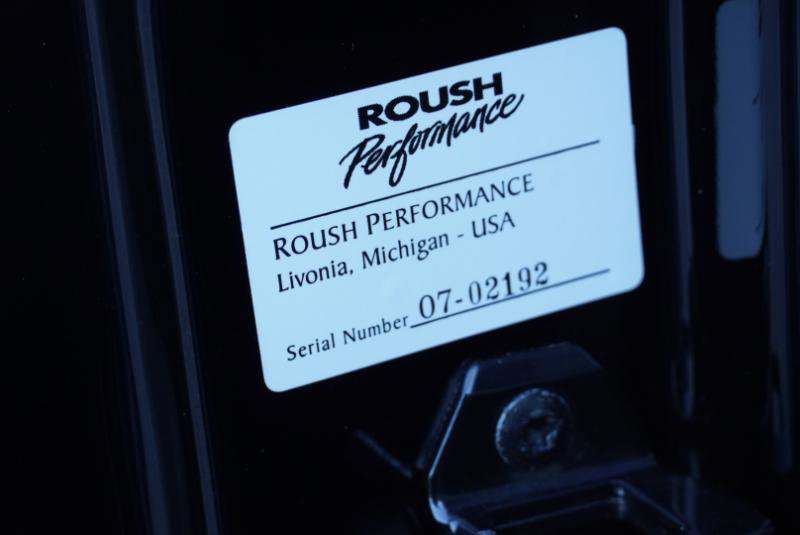 ROUSH
Performance
ROUSH PERFORMANCE
Livonia, Michigan - USA
Serial Number 07-02192